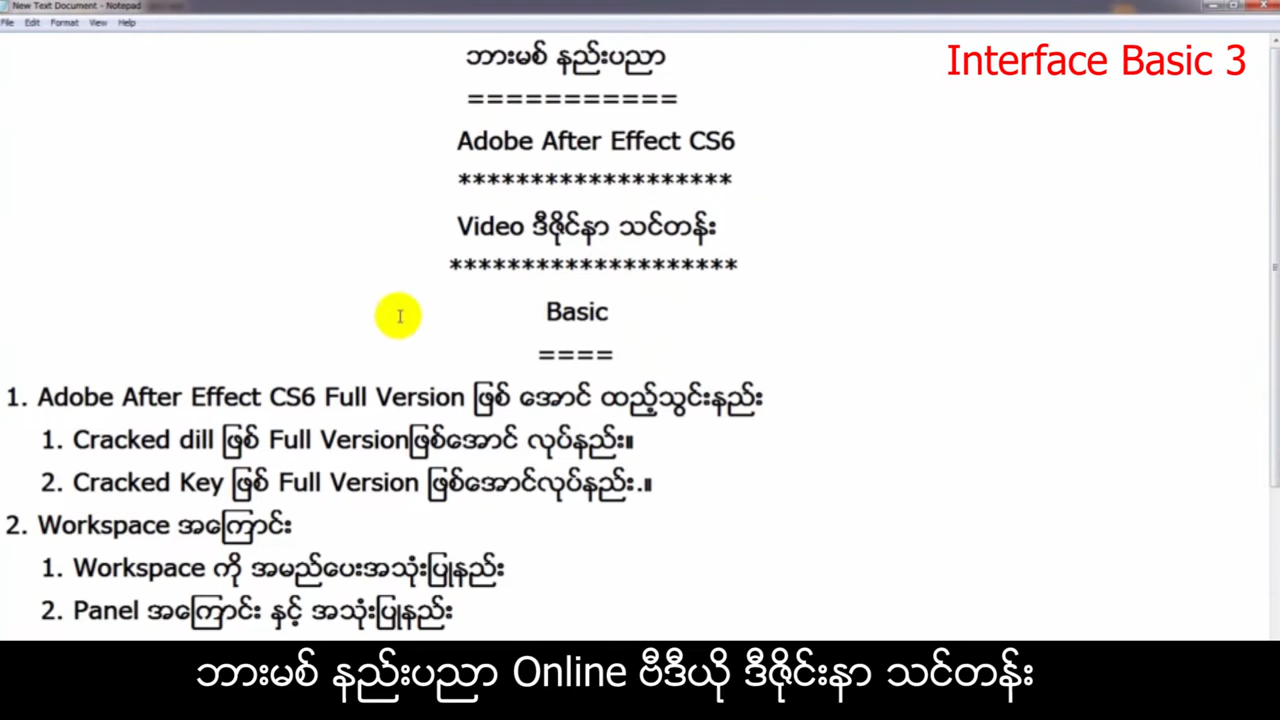 New Text Document - Notepad
File Edit Format View Help
Interface Basic 3
ဘားမစ် နည်းပညာ
===========
Adobe After Effect CS6
*******************
Video ဒီဇိုင်နာ သင်တန်း
********************
Basic
====
1. Adobe After Effect CS6 Full Version ဖြစ် အောင် ထည့်သွင်းနည်း
1. Cracked dill ဖြစ် Full Versionဖြစ်အောင် လုပ်နည်း။
2. Cracked Key ဖြစ် Full Version ဖြစ်အောင်လုပ်နည်း.။
2. Workspace အကြောင်း
1. Workspace ကို အမည်ပေးအသုံးပြုနည်း
2. Panel အကြောင်း နှင့် အသုံးပြုနည်း
ဘားမစ် နည်းပညာ Online ဗီဒီယို ဒီဇိုင်းနာ သင်တန်း